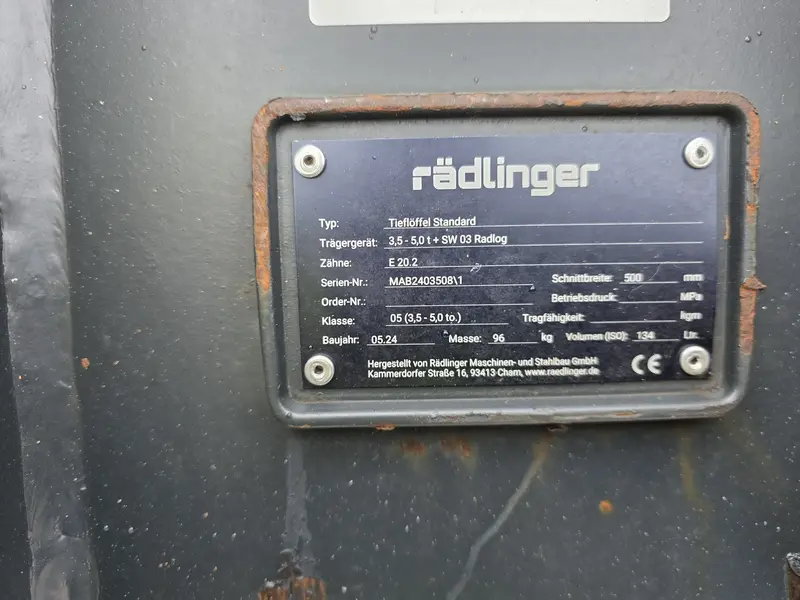 rädlinger
Typ: Tieflöffel Standard
Trägergerät: 3,5 - 5,0 t + SW 03 Radlog
Zähne: E 20.2
Serien-Nr.: MAB2403508\1 Schnittbreite: 500 mm
Order-Nr.: Betriebsdruck: MPa
Klasse: 05 (3,5 - 5,0 to.) Tragfähigkeit: kgm
Baujahr: 05.24 Masse: 96 kg Volumen (ISO): 134 Ltr.
Hergestellt von Rädlinger Maschinen- und Stahlbau GmbH
Kammerdorfer Straße 16, 93413 Cham, www.raedlinger.de
CE